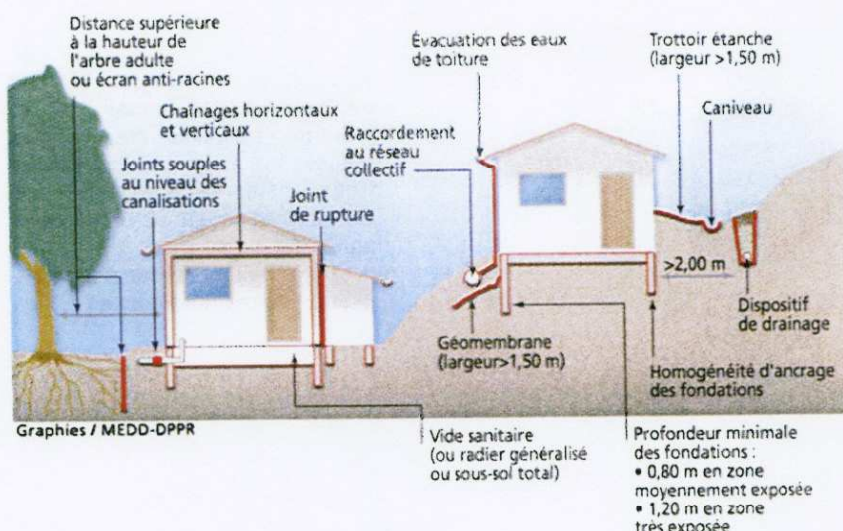 Distance supérieure
à la hauteur de
l'arbre adulte
ou écran anti-racines
Chaînages horizontaux
et verticaux
Joints souples
au niveau des
canalisations
Joint
de rupture
Évacuation des eaux
de toiture
Raccordement
au réseau
collectif
Trottoir étanche
(largeur >1,50 m)
Caniveau
>2,00 m
Dispositif
de drainage
Géomembrane
(largeur>1,50 m)
Homogénéité d'ancrage
des fondations
Graphies / MEDD-DPPR
Vide sanitaire
(ou radier généralisé
ou sous-sol total)
Profondeur minimale
des fondations :
• 0,80 m en zone
moyennement exposée
• 1,20 m en zone
très exposée